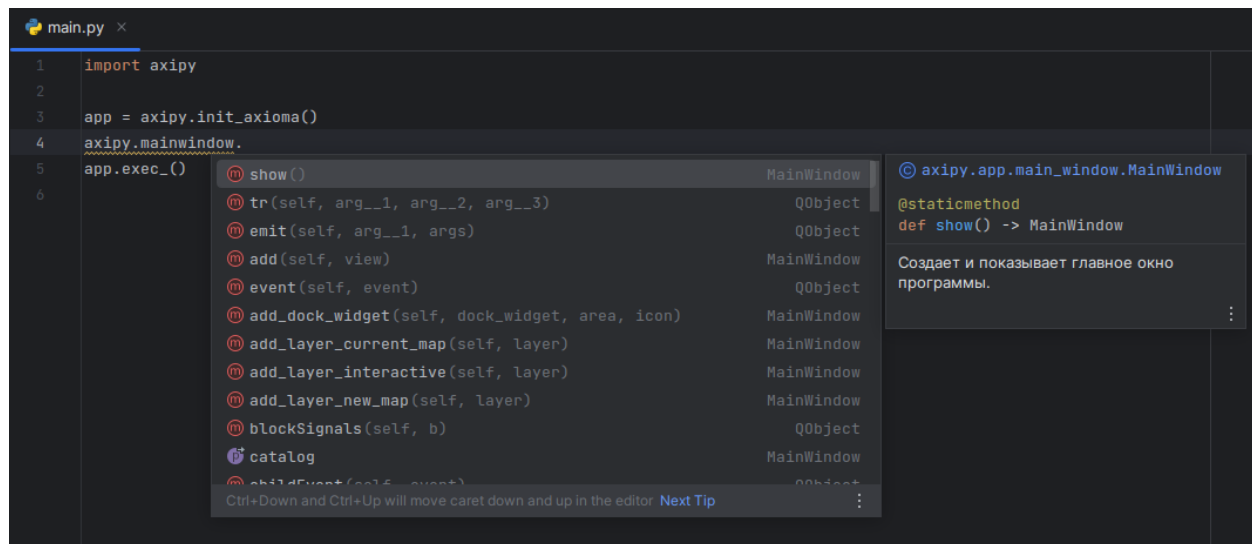 main.py ×
1 import axipy
2
3 app = axipy.init_axioma()
4 axipy.mainwindow.
5 app.exec_()
6
m show() MainWindow
m tr(self, arg__1, arg__2, arg__3) QObject
m emit(self, arg__1, args) QObject
m add(self, view) MainWindow
m event(self, event) QObject
m add_dock_widget(self, dock_widget, area, icon) MainWindow
m add_layer_current_map(self, layer) MainWindow
m add_layer_interactive(self, layer) MainWindow
m add_layer_new_map(self, layer) MainWindow
m blockSignals(self, b) QObject
p catalog MainWindow
m childEvent(self, event) QObject
Ctrl+Down and Ctrl+Up will move caret down and up in the editor Next Tip
© axipy.app.main_window.MainWindow
@staticmethod
def show() -> MainWindow
Создает и показывает главное окно
программы.